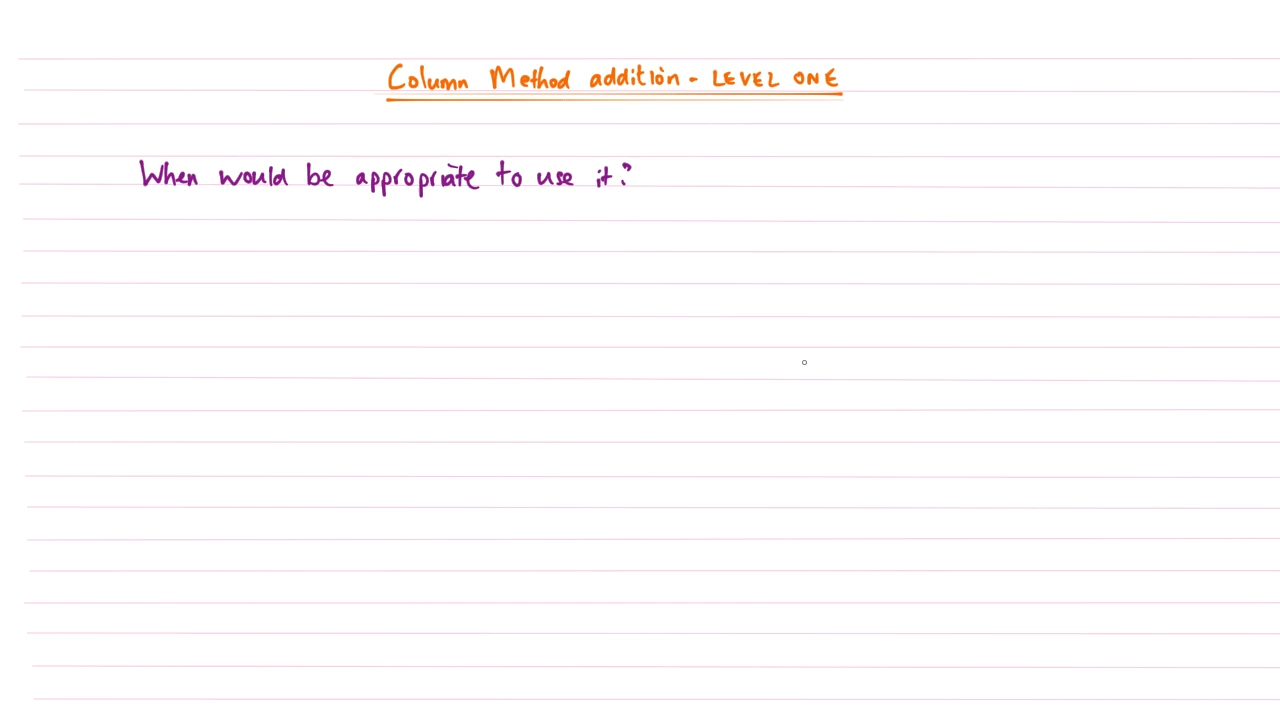 Column Method addition - LEVEL ONE
When would be appropriate to use it?